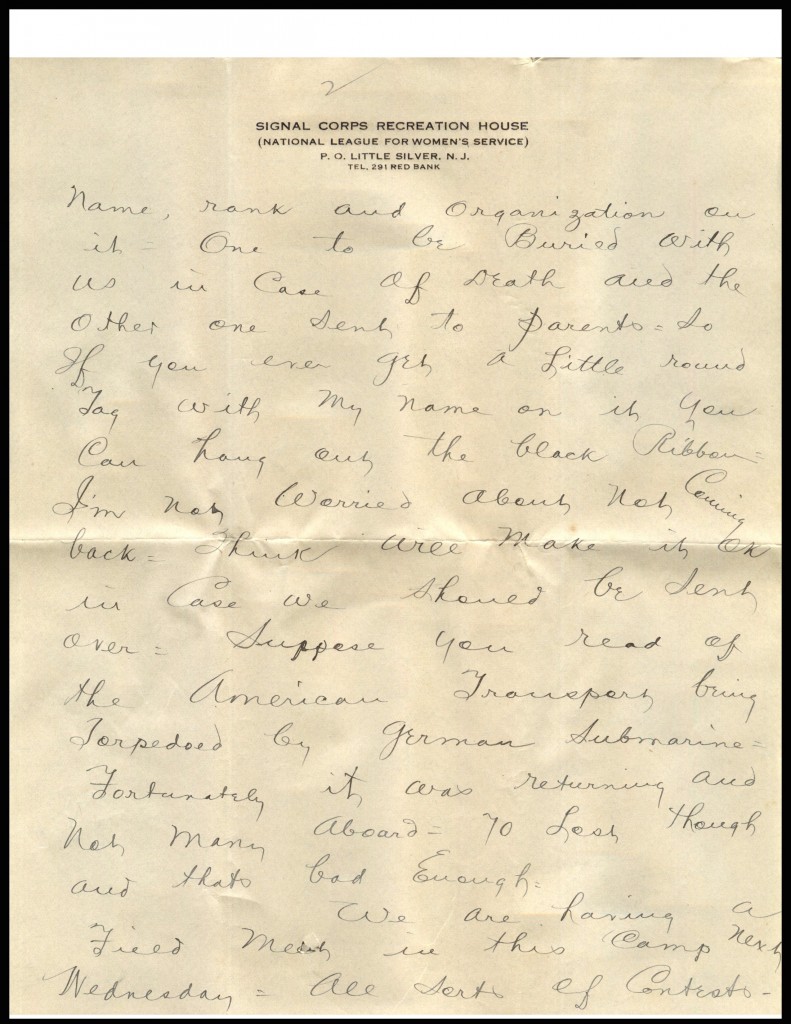 2
SIGNAL CORPS RECREATION HOUSE
(NATIONAL LEAGUE FOR WOMEN'S SERVICE)
P. O. LITTLE SILVER, N. J.
TEL. 291 RED BANK
Name, rank and Organization on
it = One to be Buried With
us in Case Of Death and the
Other one Sent to parents = So
If you ever get a Little round
Tag with My name on it you
Can hang out the black Ribbon =
I'm not Worried About Not Coming
back = Think Will Make it Ok
in Case We Should be Sent
Over = Suppose you read of
the American Transport being
Torpedoed by German Submarine =
Fortunately it was returning and
Not Many Aboard = 70 Lost though
and thats bad Enough =
We are having a
Field Meet in this Camp Next
Wednesday = All Sorts Of Contests -